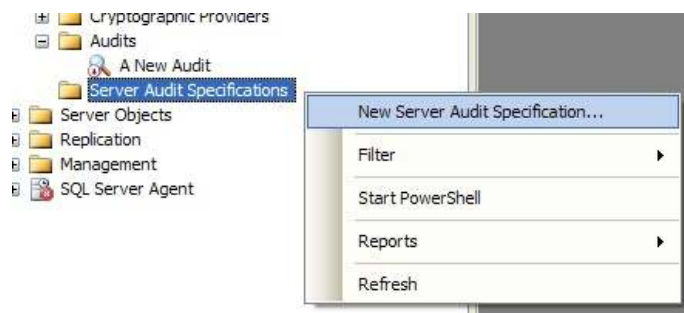 Cryptographic Providers
Audits
A New Audit
Server Audit Specifications
Server Objects
Replication
Management
SQL Server Agent
New Server Audit Specification...
Filter
Start PowerShell
Reports
Refresh